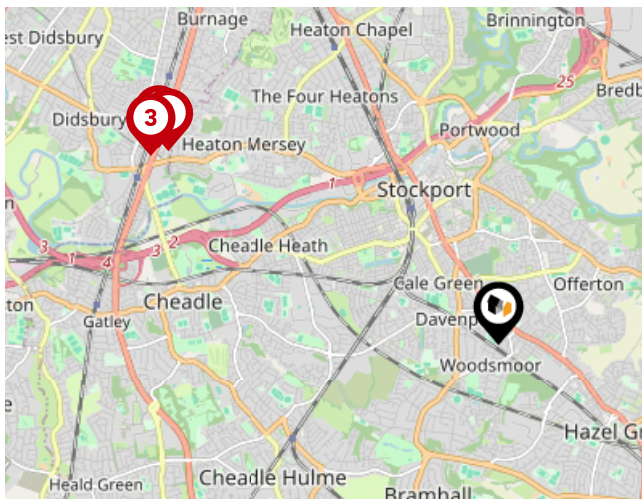 Burnage
Brinnington
est Didsbury
Heaton Chapel
25
Bredb
The Four Heatons
Didsbury
3
Portwood
Heaton Mersey
1
Stockport
n
3
1
4
3
2
Cheadle Heath
Cale Green
Offerton
ston
Cheadle
Gatley
Davenp
Woodsmoor
e
Hazel Gr
Heald Green
Cheadle Hulme
Bramhall